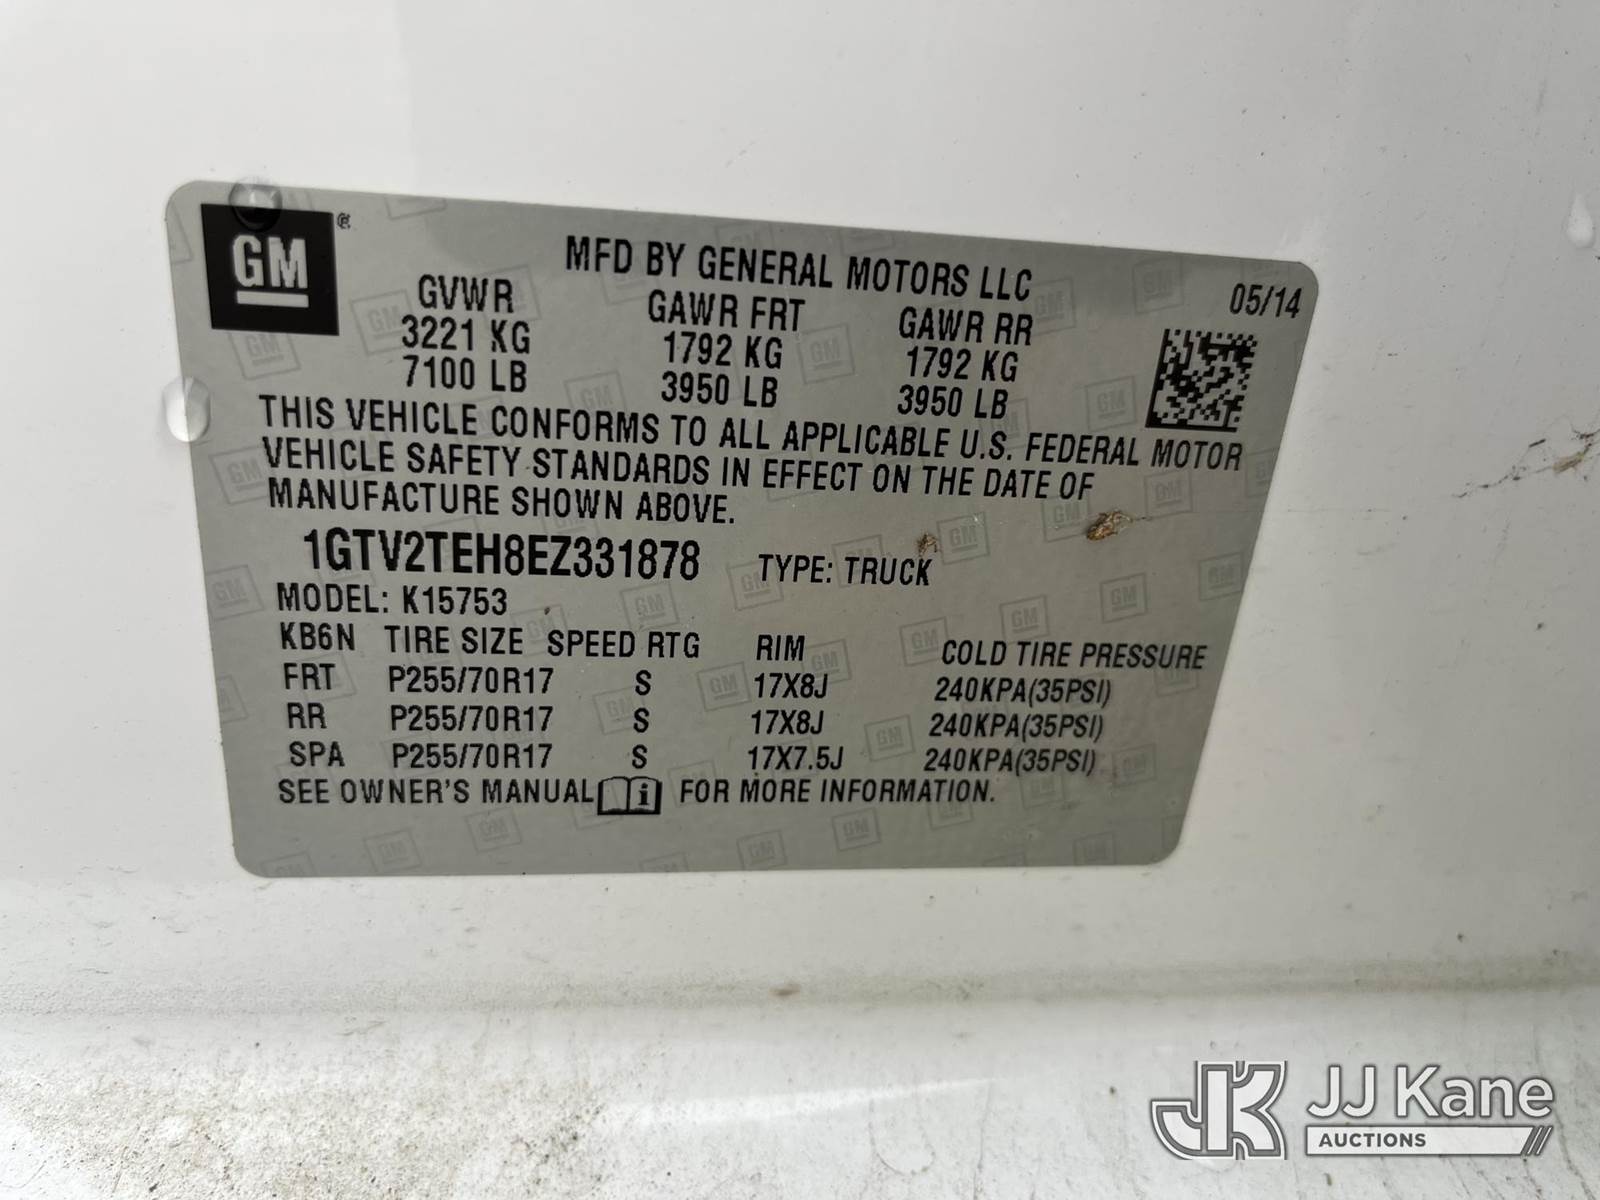 GM ®
MFD BY GENERAL MOTORS LLC
05/14
GVWR GAWR FRT GAWR RR
3221 KG 1792 KG 1792 KG
7100 LB 3950 LB 3950 LB
THIS VEHICLE CONFORMS TO ALL APPLICABLE U.S. FEDERAL MOTOR
VEHICLE SAFETY STANDARDS IN EFFECT ON THE DATE OF
MANUFACTURE SHOWN ABOVE.
1GTV2TEH8EZ331878 TYPE: TRUCK
MODEL: K15753
KB6N TIRE SIZE SPEED RTG RIM COLD TIRE PRESSURE
FRT P255/70R17 S 17X8J 240KPA(35PSI)
RR P255/70R17 S 17X8J 240KPA(35PSI)
SPA P255/70R17 S 17X7.5J 240KPA(35PSI)
SEE OWNER'S MANUAL i FOR MORE INFORMATION.
JK JJ Kane
AUCTIONS